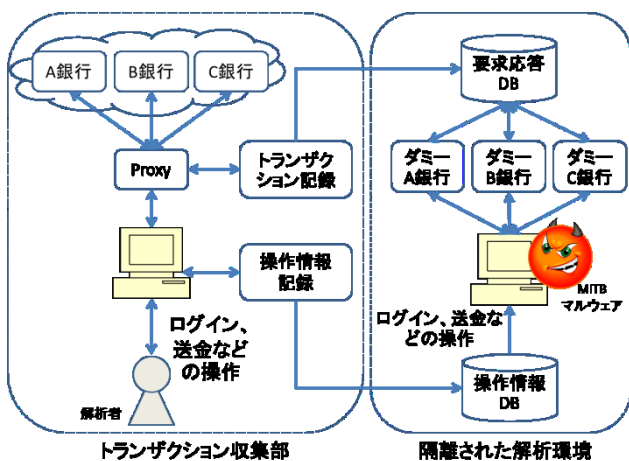 A銀行
B銀行
C銀行
Proxy
トランザク
ション記録
操作情報
記録
ログイン、
送金など
の操作
解析者
トランザクション収集部
要求応答
DB
ダミー
A銀行
ダミー
B銀行
ダミー
C銀行
MITB
マルウェア
ログイン、送金な
どの操作
操作情報
DB
隔離された解析環境